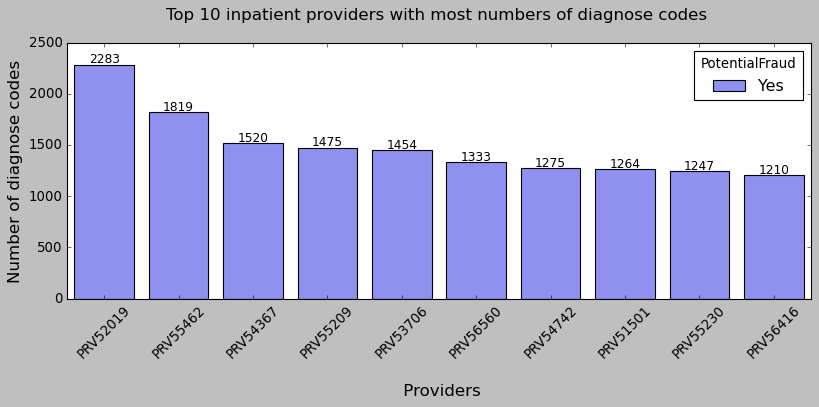 Top 10 inpatient providers with most numbers of diagnose codes
Number of diagnose codes
2500
2000
1500
1000
500
0
PotentialFraud
Yes
2283
1819
1520
1475
1454
1333
1275
1264
1247
1210
PRV52019
PRV55462
PRV54367
PRV55209
PRV53706
PRV56560
PRV54742
PRV51501
PRV55230
PRV56416
Providers